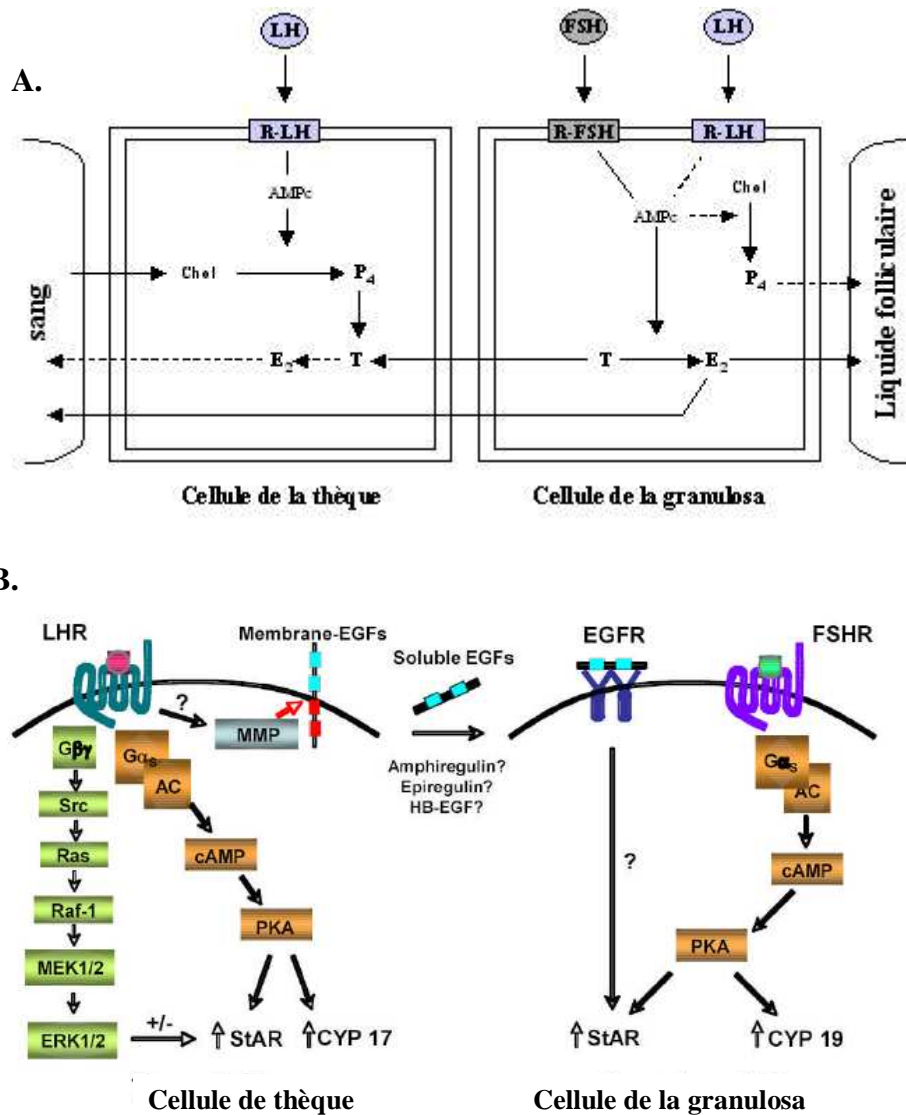 A.
LH FSH LH
R-LH R-FSH R-LH
AMPc Chol
AMPc
Chol P4 P4
sang
Liquide folliculaire
E2 T T E2
Cellule de la thèque Cellule de la granulosa
B.
LHR Membrane-EGFs EGFR FSHR
Soluble EGFs
?
MMP
Gβγ Gαs AC
Amphiregulin?
Epiregulin?
HB-EGF?
Gαs AC
Src
cAMP cAMP
Ras
?
Raf-1
PKA PKA
MEK1/2
ERK1/2 +/- StAR CYP 17 StAR CYP 19
Cellule de thèque Cellule de la granulosa